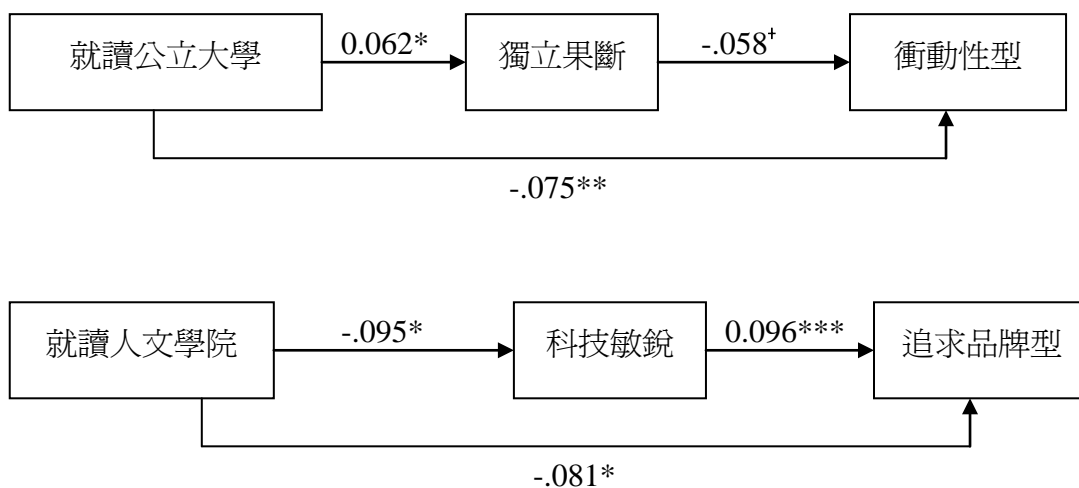 0.062*
-.058†
就讀公立大學
獨立果斷
衝動性型
-.075**
-.095*
0.096***
就讀人文學院
科技敏銳
追求品牌型
-.081*